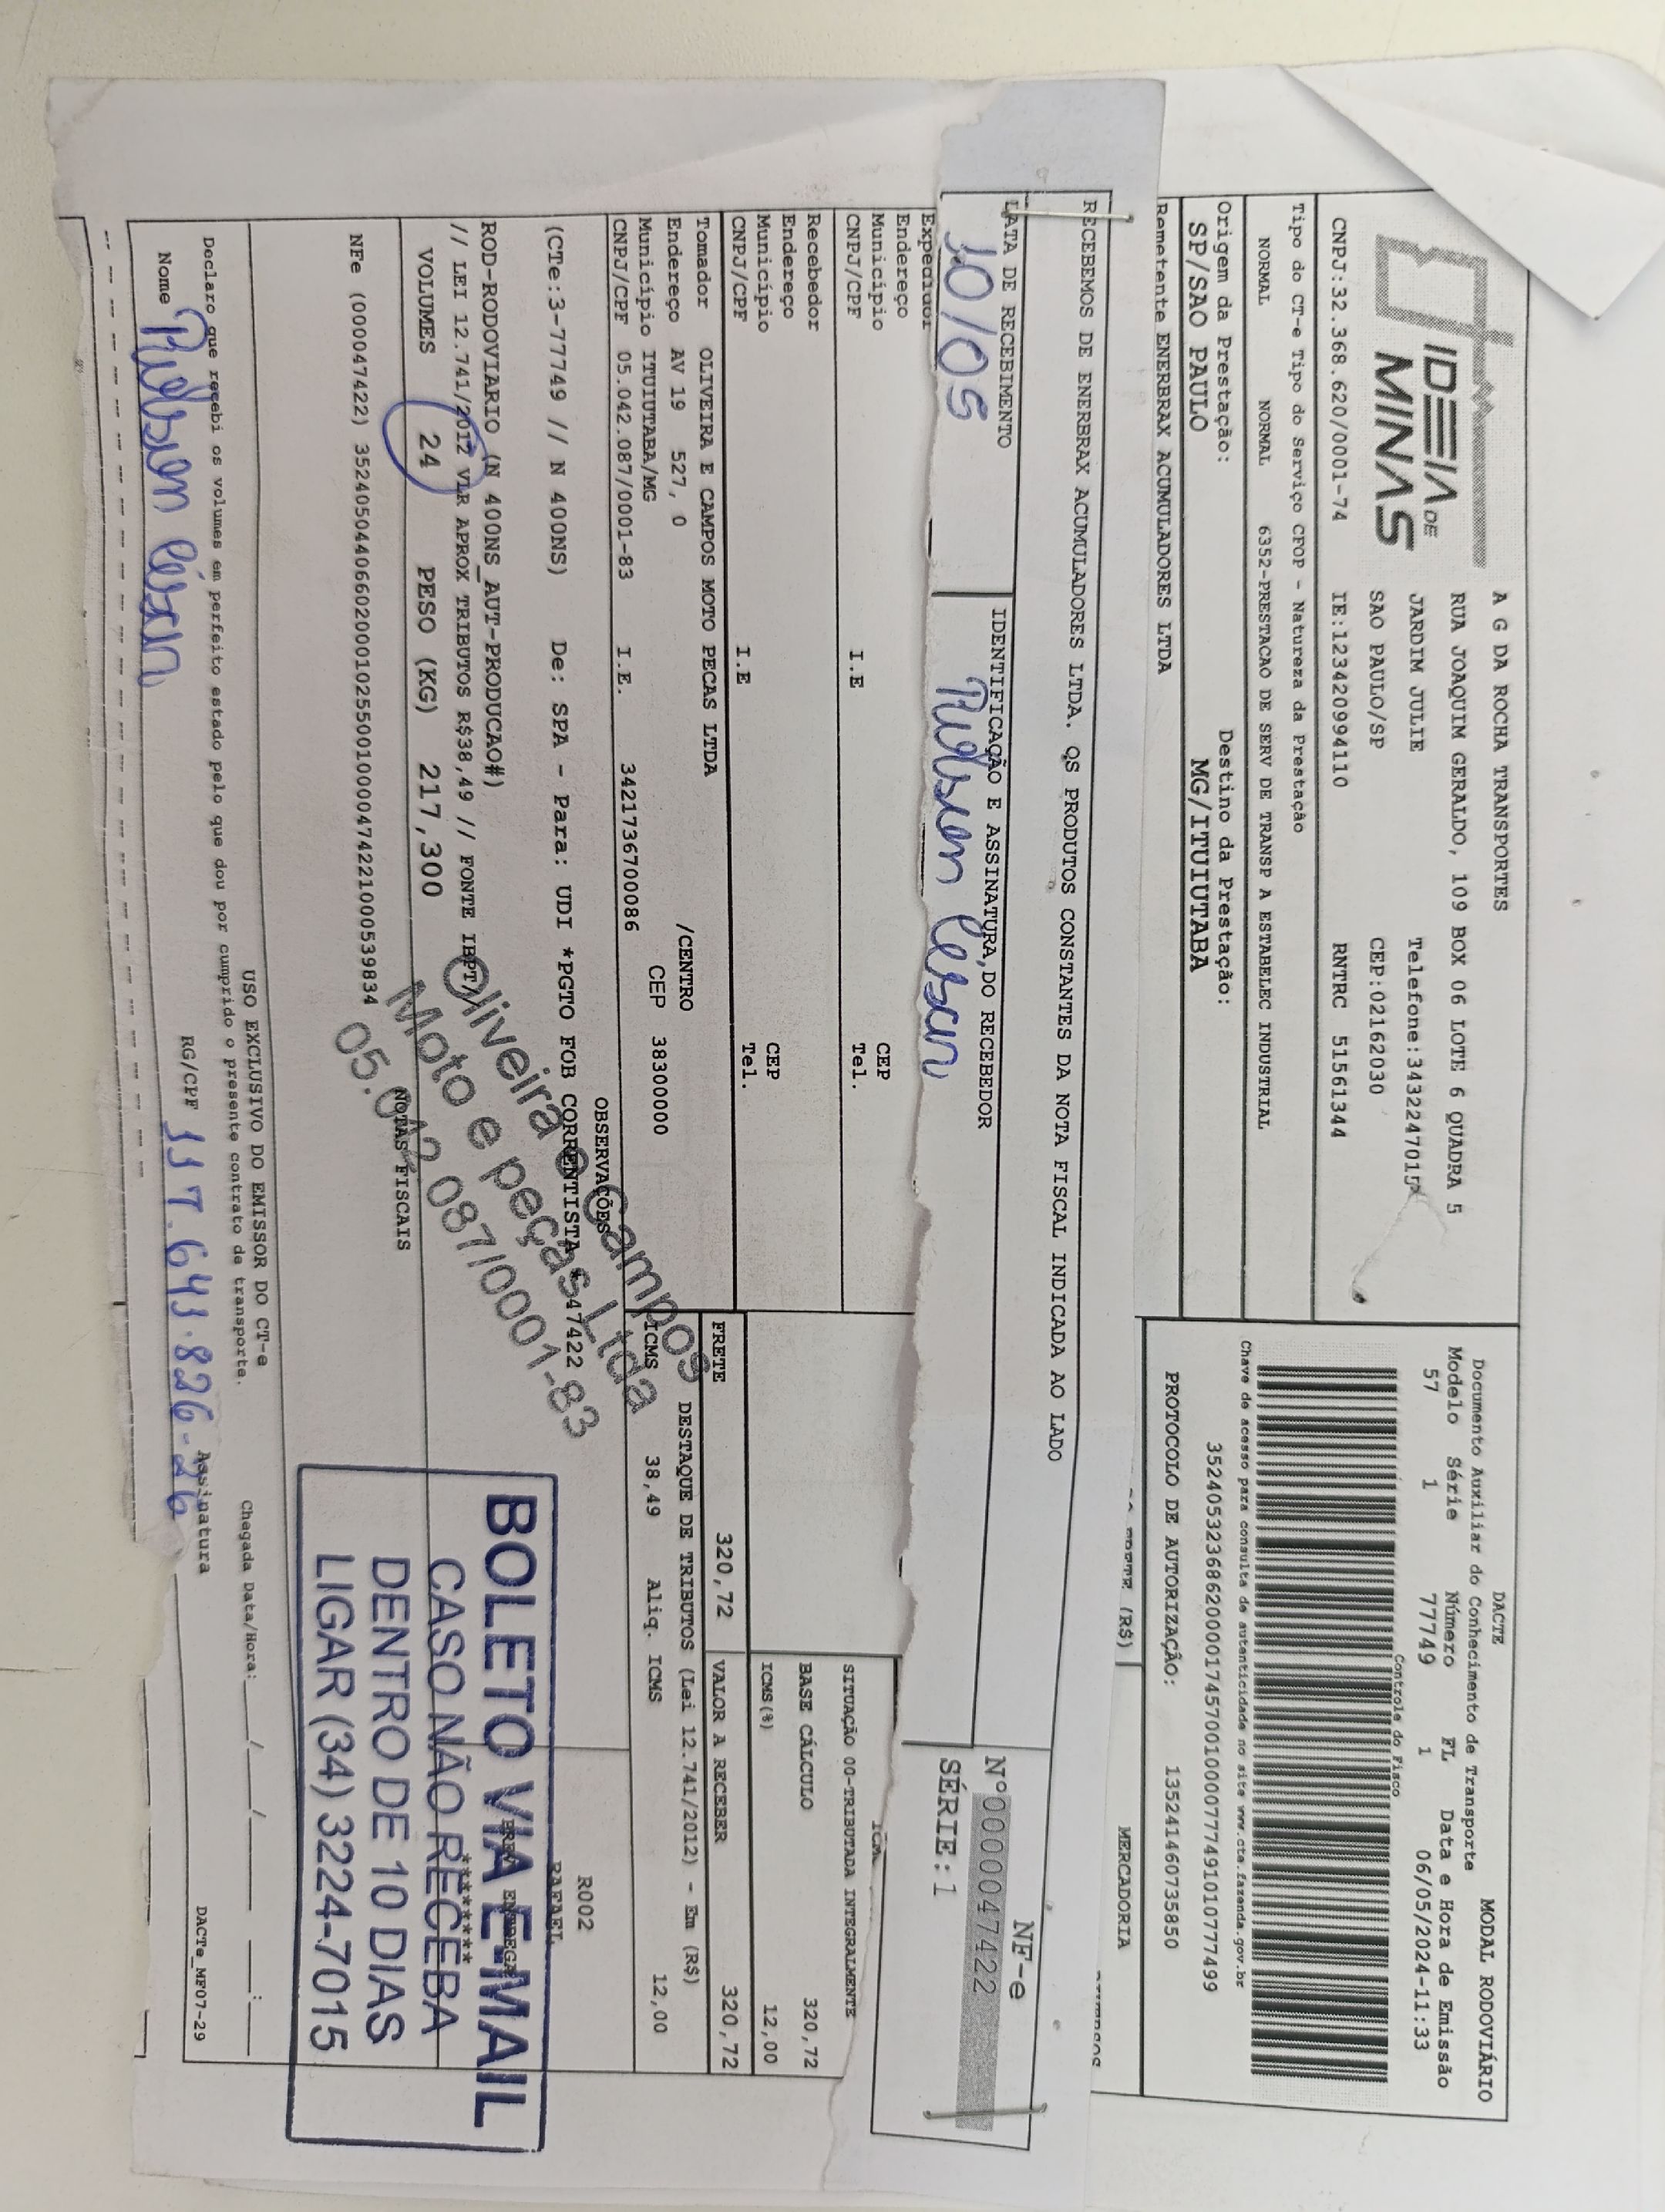 IDEIA DE
MINAS
A G DA ROCHA TRANSPORTES
RUA JOAQUIM GERALDO, 109 BOX 06 LOTE 6 QUADRA 5
JARDIM JULIE Telefone:3432247015
SAO PAULO/SP CEP:02162030
CNPJ:32.368.620/0001-74 IE:123420994110 RNTRC 51561344
Tipo do CT-e Tipo do Serviço CFOP - Natureza da Prestação
NORMAL NORMAL 6352-PRESTACAO DE SERV DE TRANSP A ESTABELEC INDUSTRIAL
Origem da Prestação: Destino da Prestação:
SP/SAO PAULO MG/ITUIUTABA
Remetente ENERBRAX ACUMULADORES LTDA
DACTE MODAL RODOVIÁRIO
Documento Auxiliar do Conhecimento de Transporte
Modelo Série Número FL Data e Hora de Emissão
57 1 77749 1 06/05/2024-11:33
Controle do Fisco
Chave de acesso para consulta de autenticidade no site www.cte.fazenda.gov.br
35240532368620000174570010000777491010777499
PROTOCOLO DE AUTORIZAÇÃO: 135241460735850
(R$) MERCADORIA
RECEBEMOS DE ENERBRAX ACUMULADORES LTDA. OS PRODUTOS CONSTANTES DA NOTA FISCAL INDICADA AO LADO
DATA DE RECEBIMENTO IDENTIFICAÇÃO E ASSINATURA DO RECEBEDOR
10/05
NF-e
Nº000047422
SÉRIE:1
Expedidor
Endereço
Município CEP
CNPJ/CPF I.E Tel.
Recebedor
Endereço
Município CEP
CNPJ/CPF I.E Tel.
SITUAÇÃO 00-TRIBUTADA INTEGRALMENTE
BASE CÁLCULO 320,72
ICMS(%) 12,00
Tomador OLIVEIRA E CAMPOS MOTO PECAS LTDA
Endereço AV 19 527, 0 /CENTRO
Município ITUIUTABA/MG CEP 38300000
CNPJ/CPF 05.042.087/0001-83 I.E. 3421736700086
FRETE 320,72 VALOR A RECEBER 320,72
DESTAQUE DE TRIBUTOS (Lei 12.741/2012) - Em (R$)
ICMS 38,49 Aliq. ICMS 12,00
OBSERVAÇÕES
(CTe:3-77749 // N 400NS) De: SPA - Para: UDI *PGTO FOB CORRENTISTA* 47422
R002
RAFAEL
ROD-RODOVIARIO (N 400NS_AUT-PRODUCAO#)
// LEI 12.741/2012 VLR APROX TRIBUTOS R$38,49 // FONTE IBPT//
VOLUMES 24 PESO (KG) 217,300
NOTAS FISCAIS
NFe (000047422) 35240504406602000102550010000474221000539834
Oliveira e Campos
Moto e peças Ltda
05.042.087/0001-83
BOLETO VIA E-MAIL
CASO NÃO RECEBA
DENTRO DE 10 DIAS
LIGAR (34) 3224-7015
USO EXCLUSIVO DO EMISSOR DO CT-e
Declaro que recebi os volumes em perfeito estado pelo que dou por cumprido o presente contrato de transporte.
Chegada Data/Hora: / / :
Nome RG/CPF 117.641.826-26 Assinatura
DACTe_MF07-29